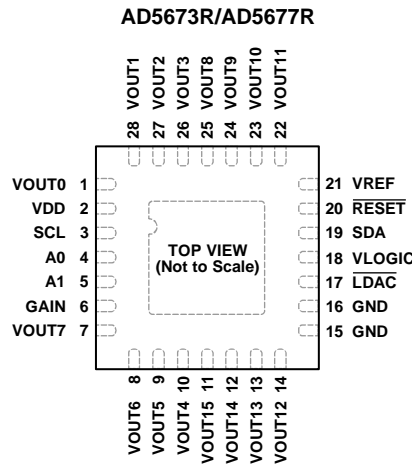 AD5673R/AD5677R
28 VOUT1
27 VOUT2
26 VOUT3
25 VOUT8
24 VOUT9
23 VOUT10
22 VOUT11
VOUT0 1
VDD 2
SCL 3
A0 4
A1 5
GAIN 6
VOUT7 7
TOP VIEW
(Not to Scale)
21 VREF
20 RESET
19 SDA
18 VLOGIC
17 LDAC
16 GND
15 GND
VOUT6 8
VOUT5 9
VOUT4 10
VOUT15 11
VOUT14 12
VOUT13 13
VOUT12 14